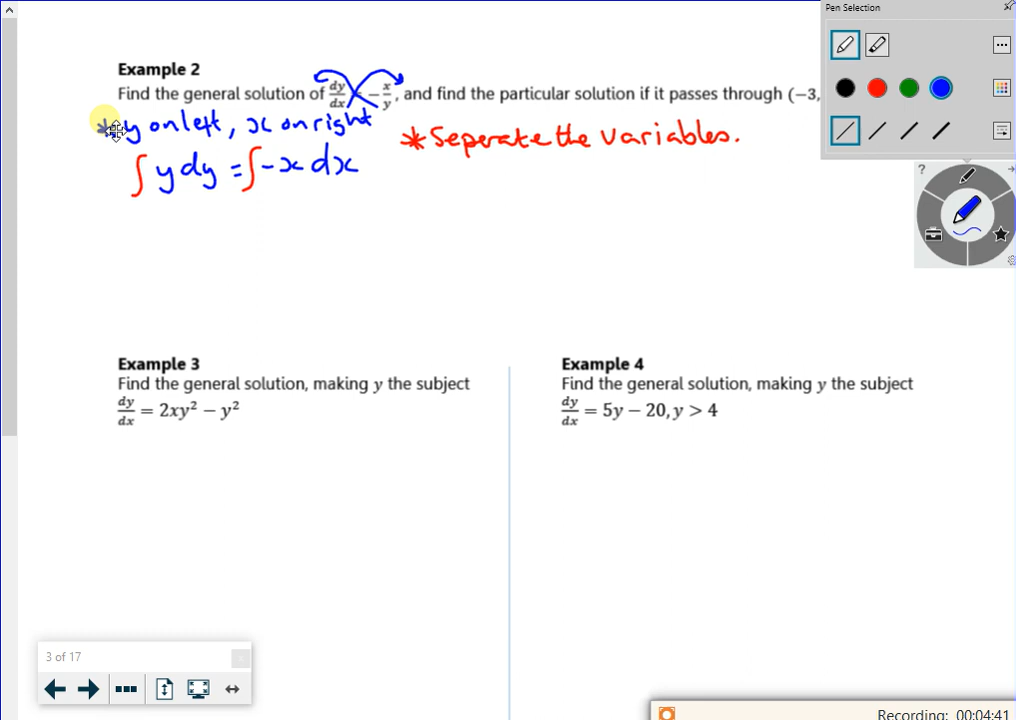 Pen Selection
Example 2
Find the general solution of dy/dx = −x/y, and find the particular solution if it passes through (−3,
*y on left, x on right
*Seperate the variables.
∫ y dy = ∫ -x dx
?
Example 3
Find the general solution, making y the subject
dy/dx = 2xy² − y²
Example 4
Find the general solution, making y the subject
dy/dx = 5y − 20, y > 4
3 of 17
Recording: 00:04:41